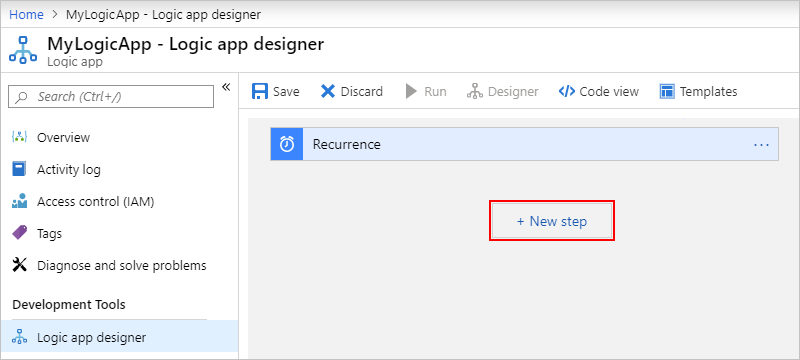 Home > MyLogicApp - Logic app designer
MyLogicApp - Logic app designer
Logic app
Search (Ctrl+/)
«
Save
Discard
Run
Designer
</> Code view
Templates
Overview
Activity log
Access control (IAM)
Tags
Diagnose and solve problems
Development Tools
Logic app designer
Recurrence
...
+ New step